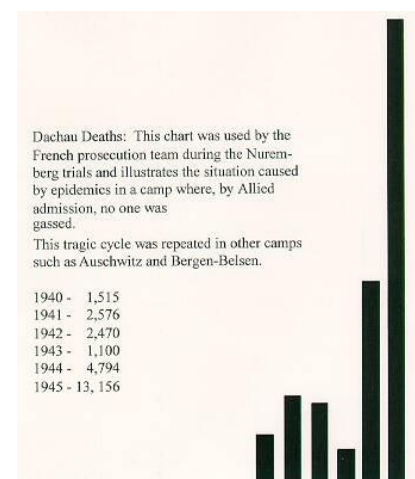 Dachau Deaths: This chart was used by the
French prosecution team during the Nurem-
berg trials and illustrates the situation caused
by epidemics in a camp where, by Allied
admission, no one was
gassed.
This tragic cycle was repeated in other camps
such as Auschwitz and Bergen-Belsen.
1940 - 1,515
1941 - 2,576
1942 - 2,470
1943 - 1,100
1944 - 4,794
1945 - 13, 156